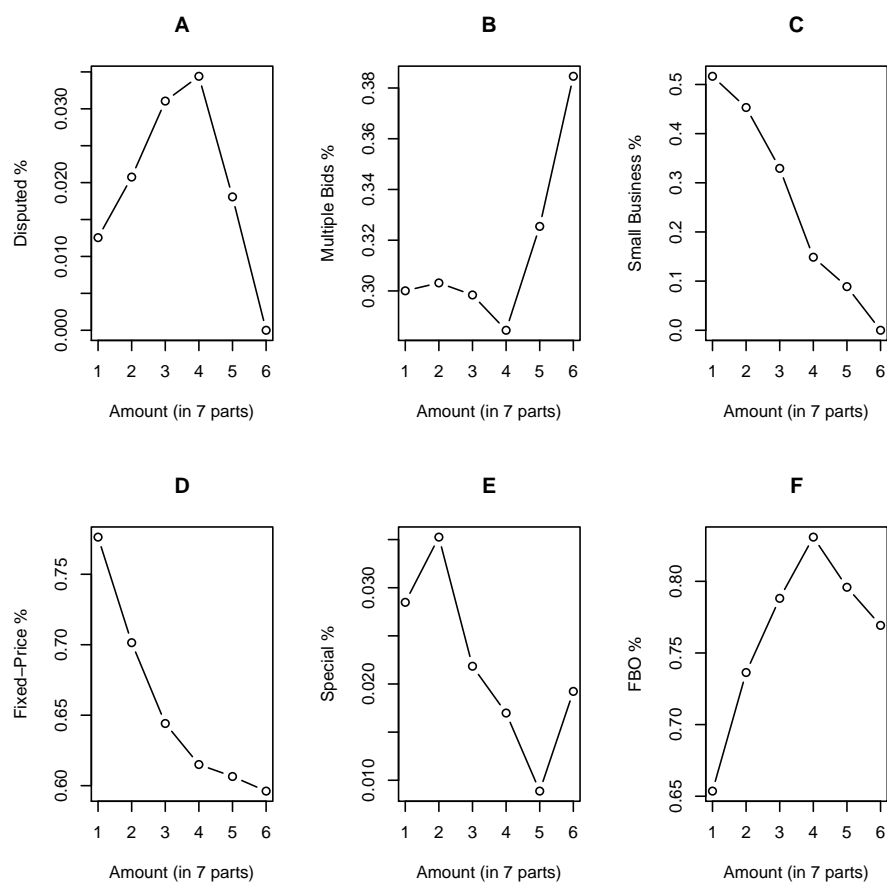 A
B
C
Disputed %
0.000
0.010
0.020
0.030
1 2 3 4 5 6
Amount (in 7 parts)
Multiple Bids %
0.30
0.32
0.34
0.36
0.38
1 2 3 4 5 6
Amount (in 7 parts)
Small Business %
0.0
0.1
0.2
0.3
0.4
0.5
1 2 3 4 5 6
Amount (in 7 parts)
D
E
F
Fixed−Price %
0.60
0.65
0.70
0.75
1 2 3 4 5 6
Amount (in 7 parts)
Special %
0.010
0.020
0.030
1 2 3 4 5 6
Amount (in 7 parts)
FBO %
0.65
0.70
0.75
0.80
1 2 3 4 5 6
Amount (in 7 parts)